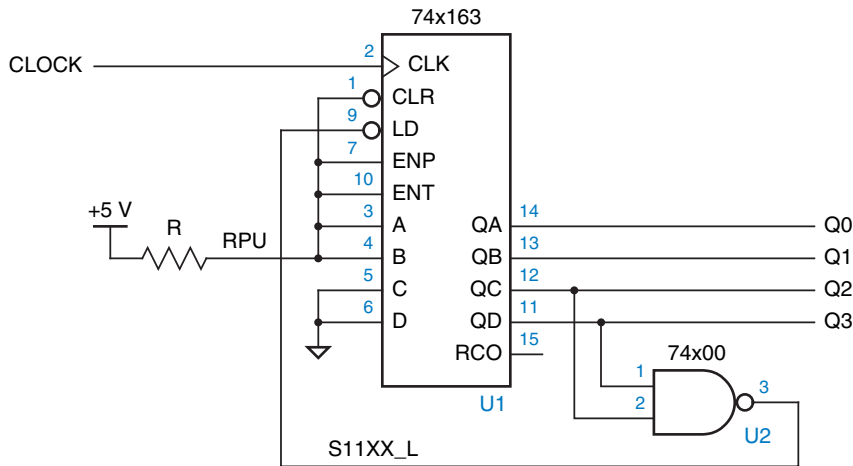 74x163
CLOCK
2
CLK
1
CLR
9
LD
7
ENP
10
ENT
+5 V
R
RPU
3
A
QA
14
Q0
4
B
QB
13
Q1
5
C
QC
12
Q2
6
D
QD
11
Q3
RCO
15
74x00
1
2
3
U1
U2
S11XX_L